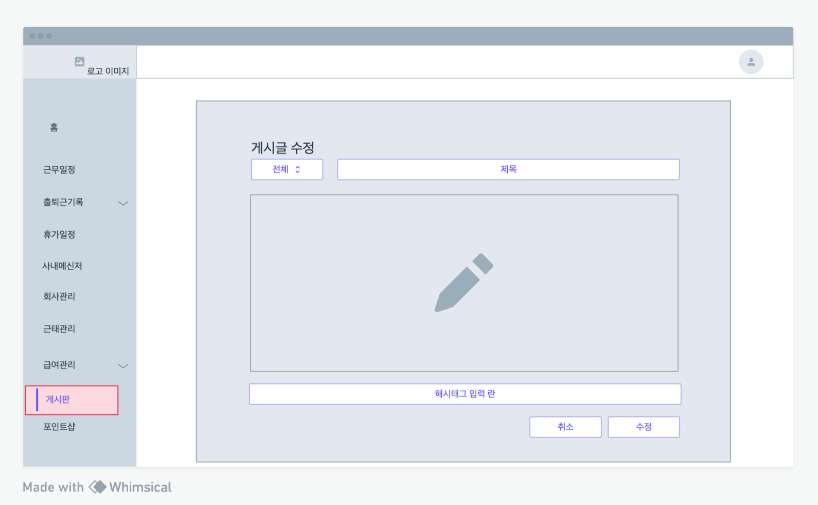 로고 이미지
홈
근무일정
출퇴근기록
휴가일정
사내메신저
회사관리
근태관리
급여관리
게시판
포인트샵
게시글 수정
전체
제목
해시태그 입력 란
취소
수정
Made with Whimsical